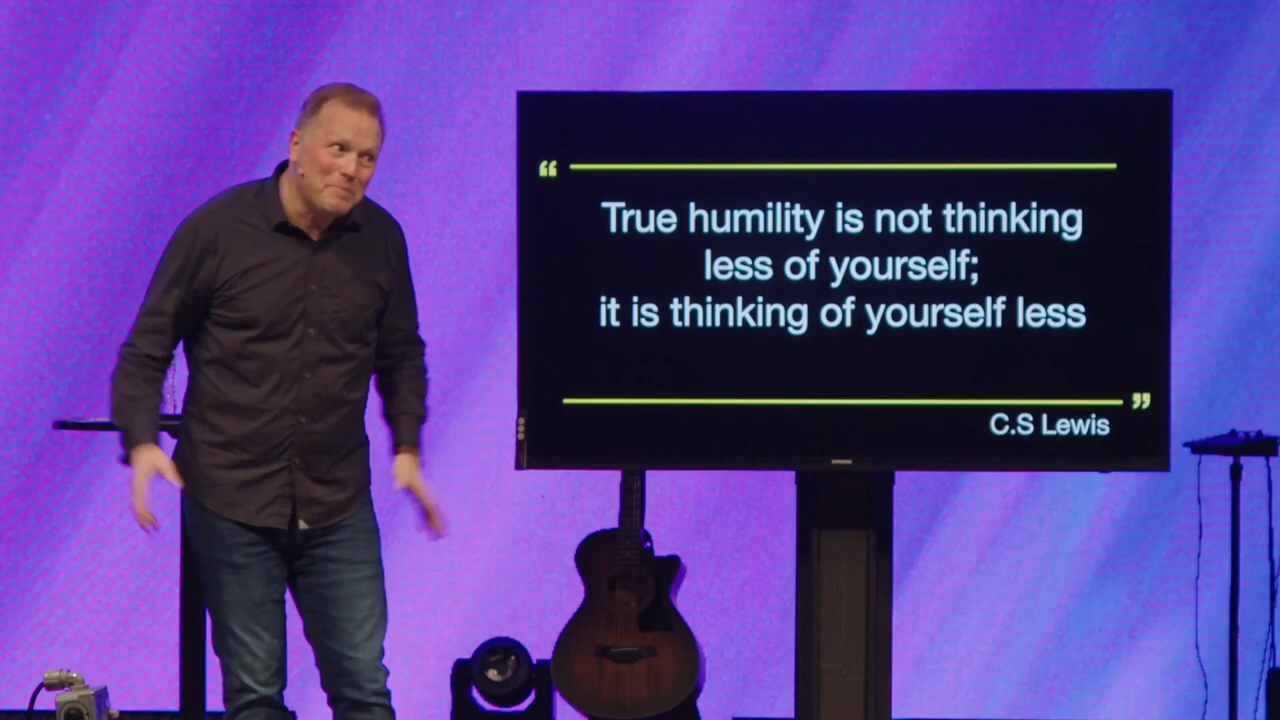 “
True humility is not thinking
less of yourself;
it is thinking of yourself less
”
C.S Lewis